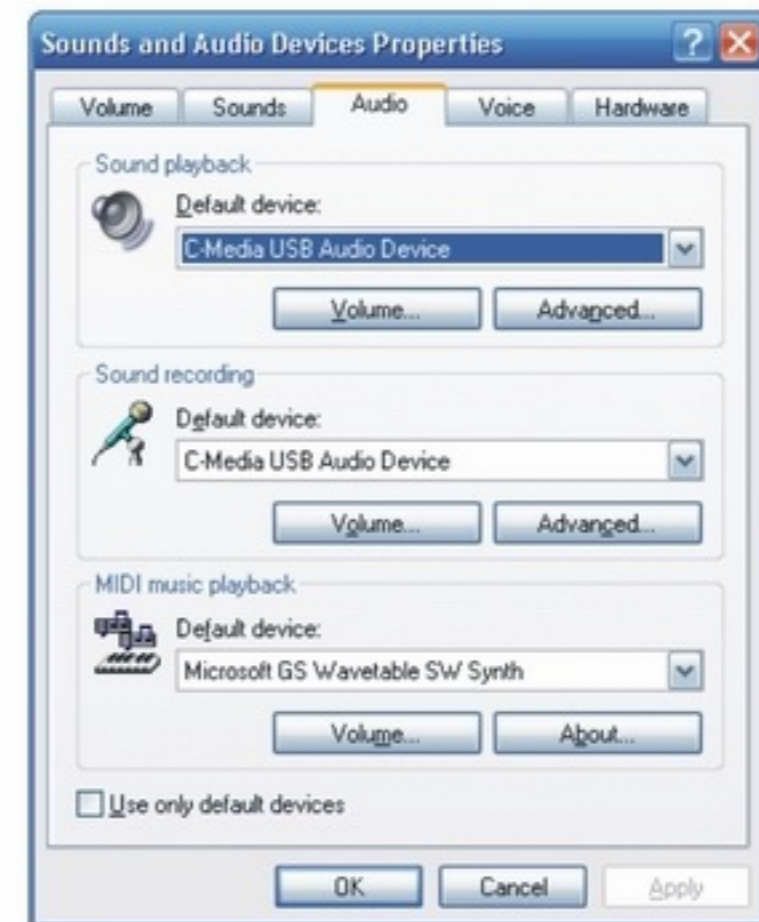 Sounds and Audio Devices Properties
Volume Sounds Audio Voice Hardware
Sound playback
Default device:
C-Media USB Audio Device
Volume... Advanced...
Sound recording
Default device:
C-Media USB Audio Device
Volume... Advanced...
MIDI music playback
Default device:
Microsoft GS Wavetable SW Synth
Volume... About...
Use only default devices
OK Cancel Apply